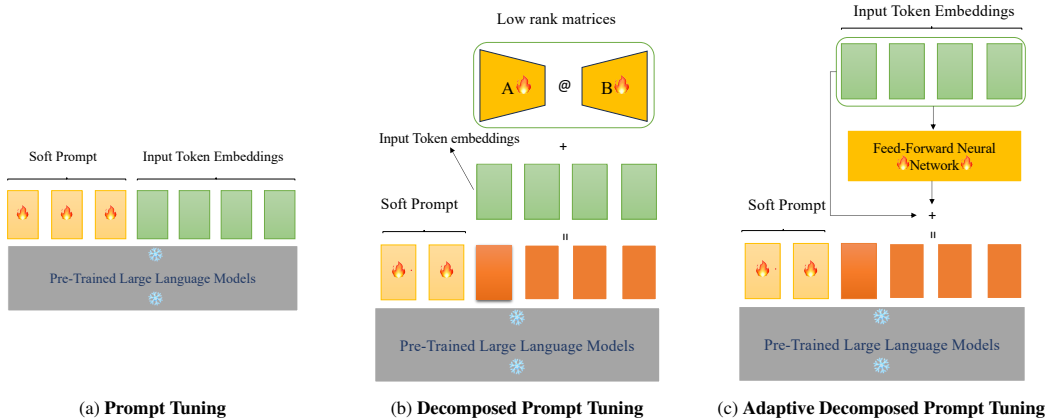 Soft Prompt
Input Token Embeddings
Pre-Trained Large Language Models
(a) Prompt Tuning
Low rank matrices
A
@
B
+
Input Token embeddings
Soft Prompt
=
Pre-Trained Large Language Models
(b) Decomposed Prompt Tuning
Input Token Embeddings
Feed-Forward Neural
Network
+
Soft Prompt
=
Pre-Trained Large Language Models
(c) Adaptive Decomposed Prompt Tuning